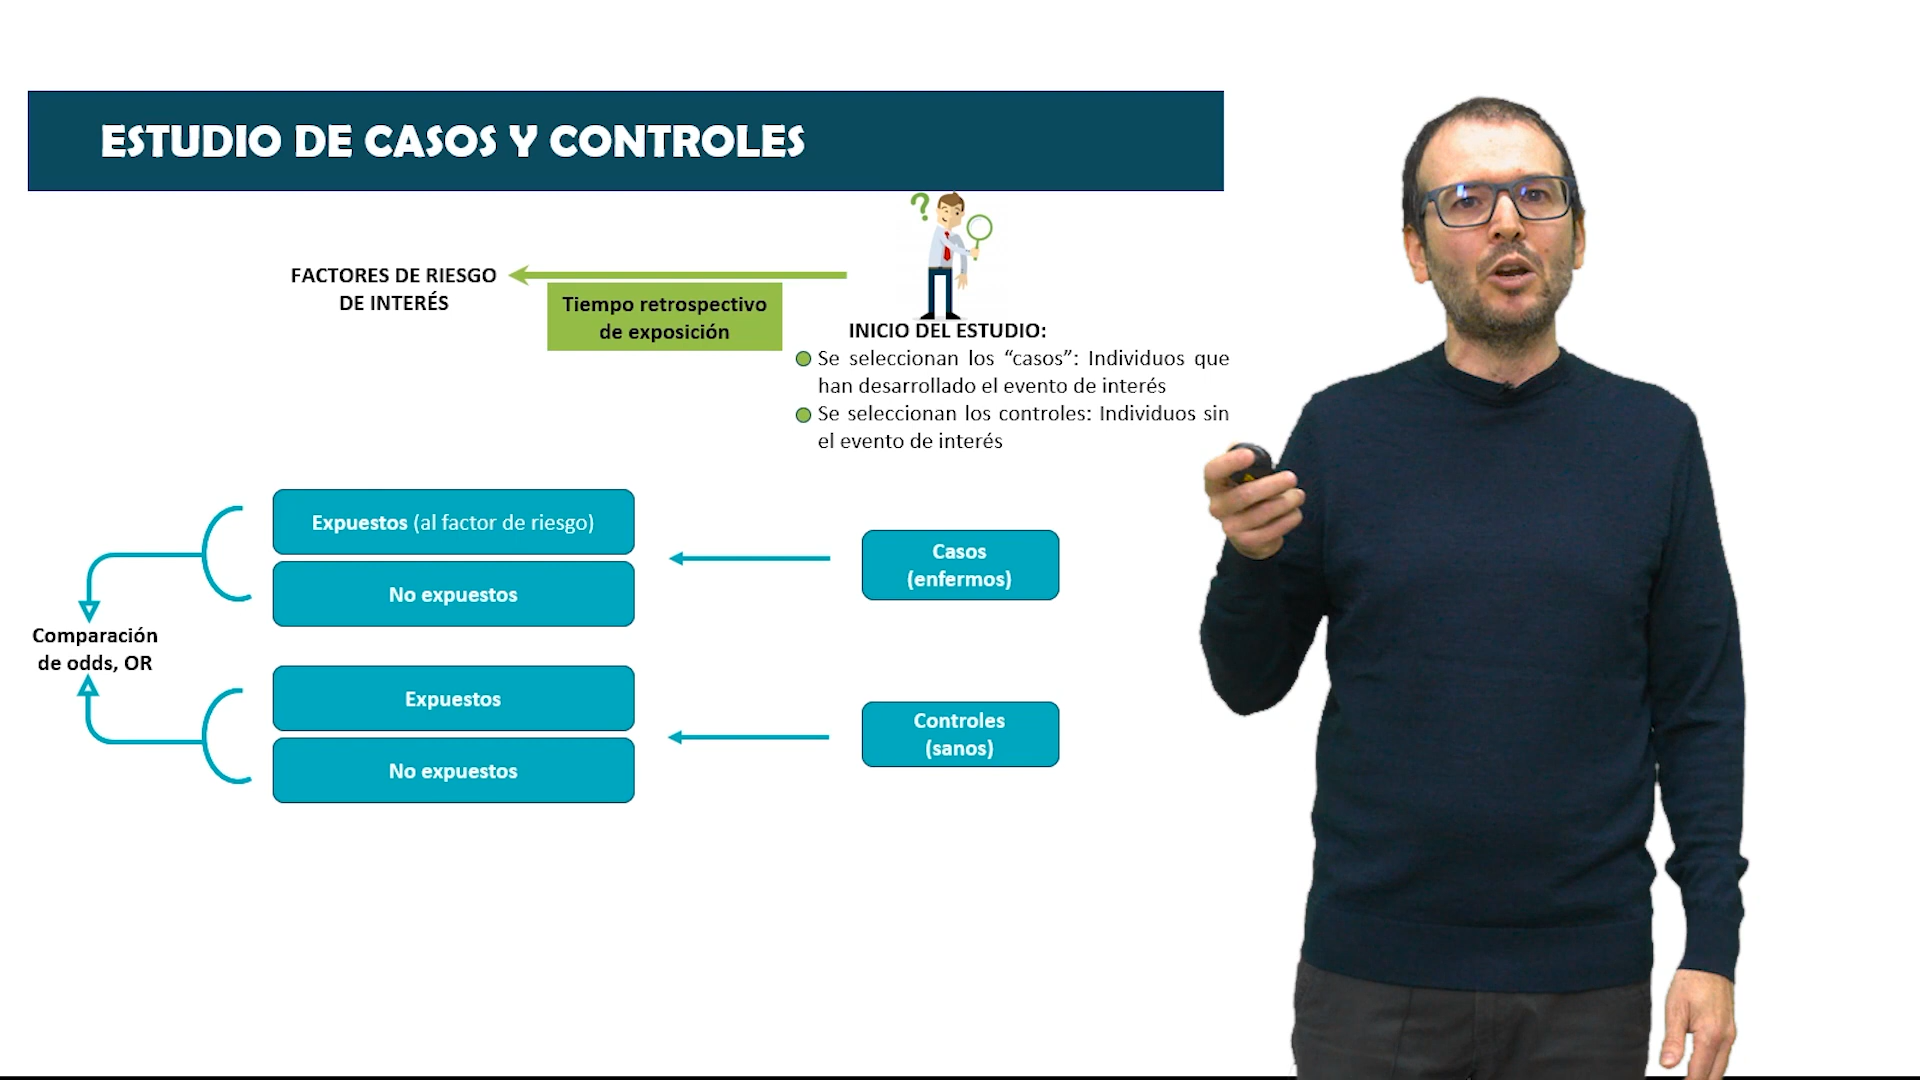 ESTUDIO DE CASOS Y CONTROLES
?
FACTORES DE RIESGO
DE INTERÉS
Tiempo retrospectivo
de exposición
INICIO DEL ESTUDIO:
Se seleccionan los “casos”: Individuos que
han desarrollado el evento de interés
Se seleccionan los controles: Individuos sin
el evento de interés
Expuestos (al factor de riesgo)
No expuestos
Casos
(enfermos)
Comparación
de odds, OR
Expuestos
No expuestos
Controles
(sanos)